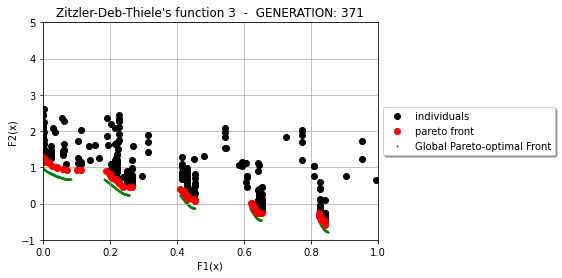 Zitzler-Deb-Thiele's function 3 - GENERATION: 371
F2(x)
5
4
3
2
1
0
−1
0.0 0.2 0.4 0.6 0.8 1.0
F1(x)
individuals
pareto front
Global Pareto-optimal Front